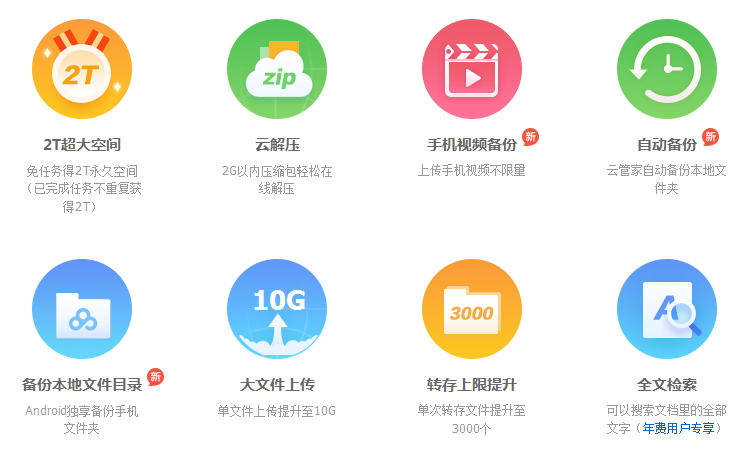 2T
zip
2T超大空间
云解压
手机视频备份
新
自动备份
新
免任务得2T永久空间
（已完成任务不重复获
得2T）
2G以内压缩包轻松在
线解压
上传手机视频不限量
云管家自动备份本地文
件夹
10G
3000
A
备份本地文件目录
新
大文件上传
转存上限提升
全文检索
Android独享备份手机
文件夹
单文件上传提升至10G
单次转存文件提升至
3000个
可以搜索文档里的全部
文字（年费用户专享）